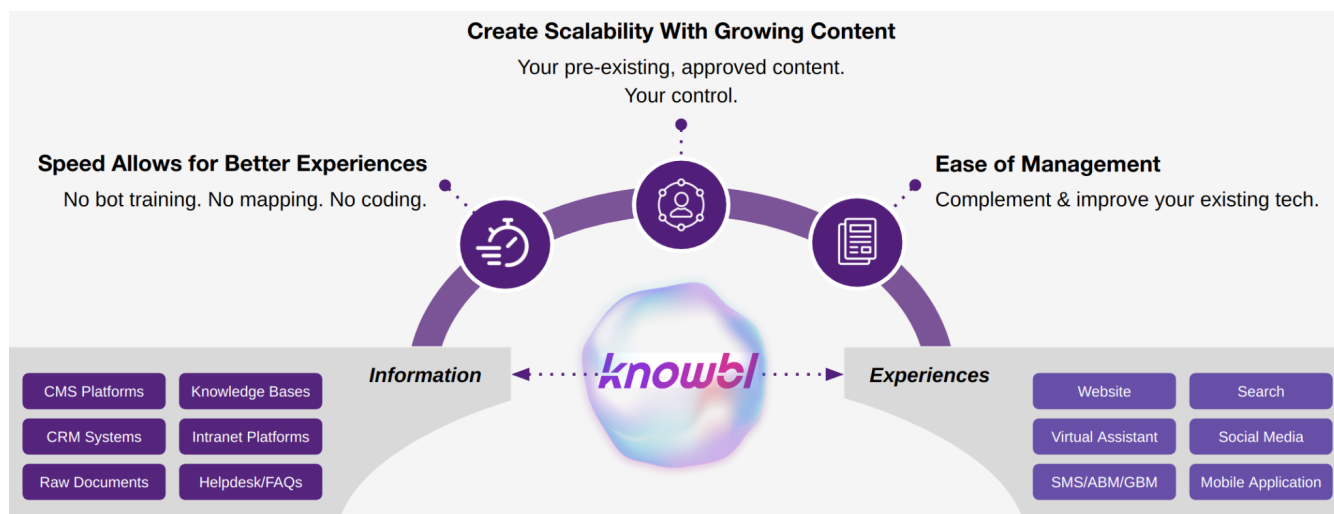 Create Scalability With Growing Content
Your pre-existing, approved content.
Your control.
Speed Allows for Better Experiences
No bot training. No mapping. No coding.
Ease of Management
Complement & improve your existing tech.
knowbl
Information
CMS Platforms
Knowledge Bases
CRM Systems
Intranet Platforms
Raw Documents
Helpdesk/FAQs
Experiences
Website
Search
Virtual Assistant
Social Media
SMS/ABM/GBM
Mobile Application